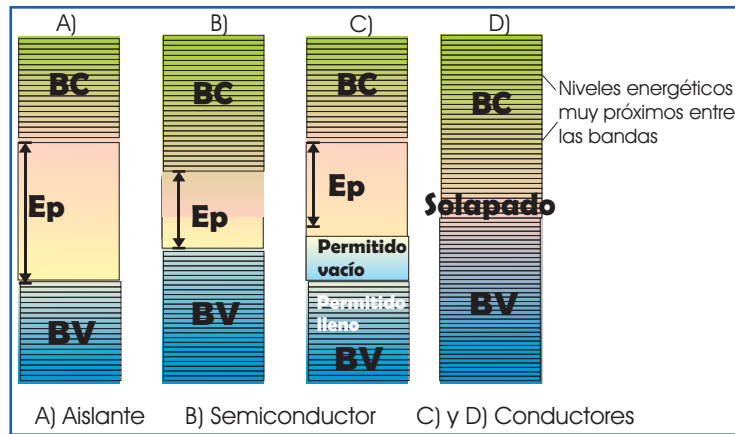 A) B) C) D)
BC BC BC BC
Niveles energéticos
muy próximos entre
las bandas
Ep Ep Ep Solapado
Permitido
vacío
Permitido
lleno
BV BV BV BV
A) Aislante B) Semiconductor C) y D) Conductores